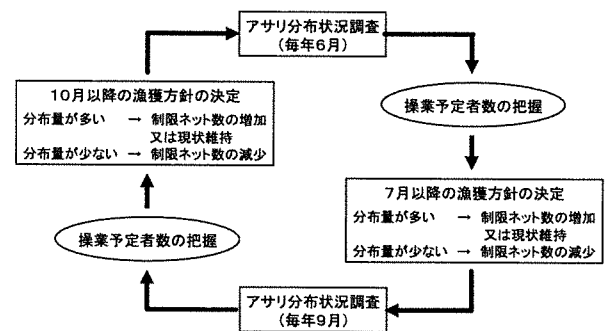 アサリ分布状況調査
(毎年6月)
操業予定者数の把握
7月以降の漁獲方針の決定
分布量が多い → 制限ネット数の増加
又は現状維持
分布量が少ない → 制限ネット数の減少
アサリ分布状況調査
(毎年9月)
操業予定者数の把握
10月以降の漁獲方針の決定
分布量が多い → 制限ネット数の増加
又は現状維持
分布量が少ない → 制限ネット数の減少